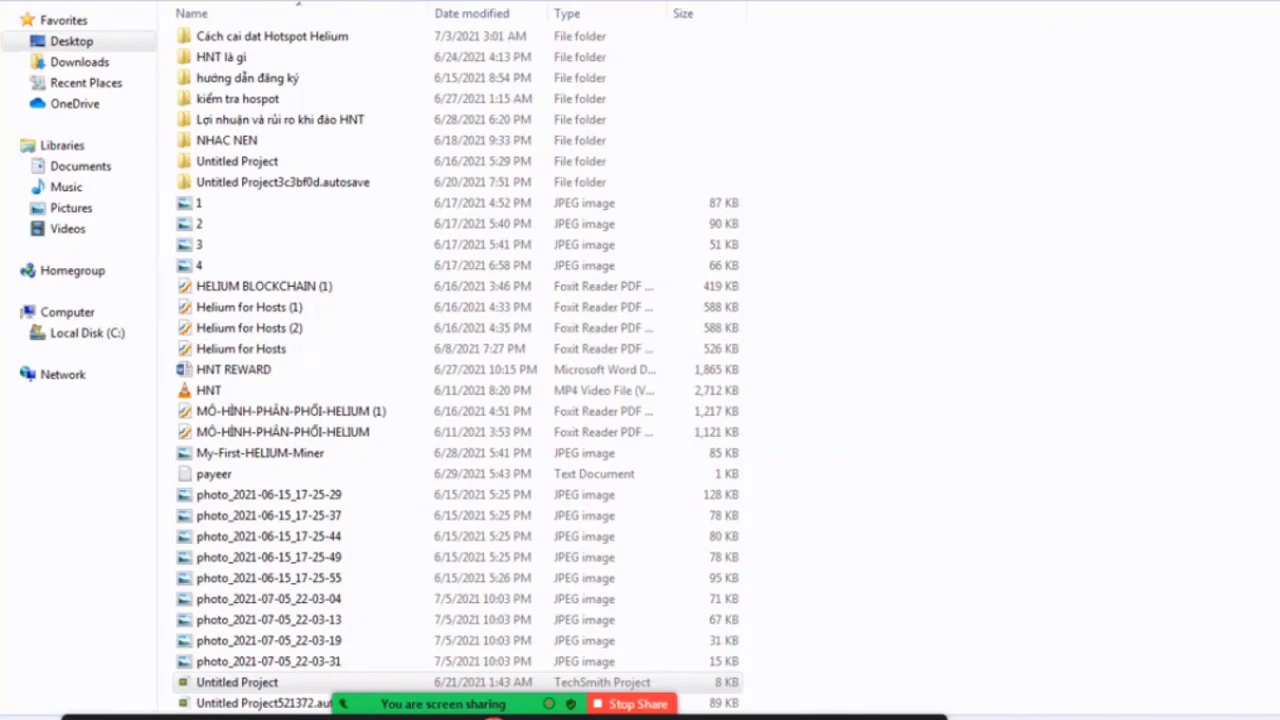 Favorites
Desktop
Downloads
Recent Places
OneDrive
Libraries
Documents
Music
Pictures
Videos
Homegroup
Computer
Local Disk (C:)
Network
Name Date modified Type Size
Cách cai dat Hotspot Helium 7/3/2021 3:01 AM File folder
HNT là gì 6/24/2021 4:13 PM File folder
hướng dẫn đăng ký 6/15/2021 8:54 PM File folder
kiểm tra hospot 6/27/2021 1:15 AM File folder
Lợi nhuận và rủi ro khi đào HNT 6/28/2021 6:20 PM File folder
NHAC NEN 6/18/2021 9:33 PM File folder
Untitled Project 6/16/2021 5:29 PM File folder
Untitled Project3c3bf0d.autosave 6/20/2021 7:51 PM File folder
1 6/17/2021 4:52 PM JPEG image 87 KB
2 6/17/2021 5:40 PM JPEG image 90 KB
3 6/17/2021 5:41 PM JPEG image 51 KB
4 6/17/2021 6:58 PM JPEG image 66 KB
HELIUM BLOCKCHAIN (1) 6/16/2021 3:46 PM Foxit Reader PDF ... 419 KB
Helium for Hosts (1) 6/16/2021 4:33 PM Foxit Reader PDF ... 588 KB
Helium for Hosts (2) 6/16/2021 4:35 PM Foxit Reader PDF ... 588 KB
Helium for Hosts 6/8/2021 7:27 PM Foxit Reader PDF ... 526 KB
HNT REWARD 6/27/2021 10:15 PM Microsoft Word D... 1,865 KB
HNT 6/11/2021 8:20 PM MP4 Video File (V... 2,712 KB
MÔ-HÌNH-PHÂN-PHỐI-HELIUM (1) 6/16/2021 4:51 PM Foxit Reader PDF ... 1,217 KB
MÔ-HÌNH-PHÂN-PHỐI-HELIUM 6/11/2021 3:53 PM Foxit Reader PDF ... 1,121 KB
My-First-HELIUM-Miner 6/28/2021 5:41 PM JPEG image 85 KB
payeer 6/29/2021 5:43 PM Text Document 1 KB
photo_2021-06-15_17-25-29 6/15/2021 5:25 PM JPEG image 128 KB
photo_2021-06-15_17-25-37 6/15/2021 5:25 PM JPEG image 78 KB
photo_2021-06-15_17-25-44 6/15/2021 5:25 PM JPEG image 80 KB
photo_2021-06-15_17-25-49 6/15/2021 5:25 PM JPEG image 78 KB
photo_2021-06-15_17-25-55 6/15/2021 5:26 PM JPEG image 95 KB
photo_2021-07-05_22-03-04 7/5/2021 10:03 PM JPEG image 71 KB
photo_2021-07-05_22-03-13 7/5/2021 10:03 PM JPEG image 67 KB
photo_2021-07-05_22-03-19 7/5/2021 10:03 PM JPEG image 31 KB
photo_2021-07-05_22-03-31 7/5/2021 10:03 PM JPEG image 15 KB
Untitled Project 6/21/2021 1:43 AM TechSmith Project 8 KB
Untitled Project521372.aut 89 KB
You are screen sharing Stop Share